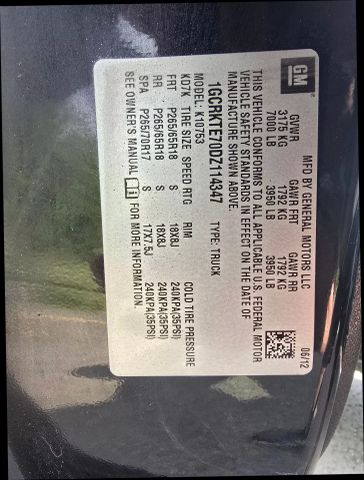 GM
MFD BY GENERAL MOTORS LLC
06/12
GVWR GAWR FRT GAWR RR
3175 KG 1792 KG 1792 KG
7000 LB 3950 LB 3950 LB
THIS VEHICLE CONFORMS TO ALL APPLICABLE U.S. FEDERAL MOTOR
VEHICLE SAFETY STANDARDS IN EFFECT ON THE DATE OF
MANUFACTURE SHOWN ABOVE.
1GCRKTE70DZ114347 TYPE: TRUCK
MODEL: K10753
KO7K TIRE SIZE SPEED RTG RIM COLD TIRE PRESSURE
FRT P265/65R18 S 18X8J 240KPA(35PSI)
RR P265/65R18 S 18X8J 240KPA(35PSI)
SPA P265/70R17 S 17X7.5J 240KPA(35PSI)
SEE OWNER'S MANUAL i FOR MORE INFORMATION.